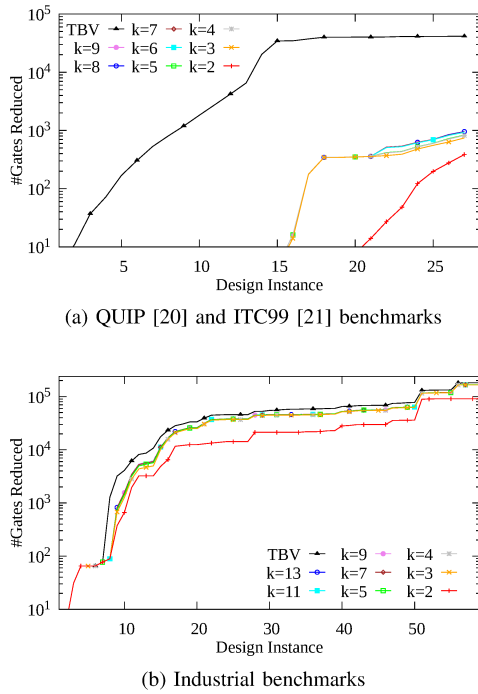 10^5
10^4
10^3
10^2
10^1
#Gates Reduced
TBV k=7 k=4
k=9 k=6 k=3
k=8 k=5 k=2
5 10 15 20 25
Design Instance
(a) QUIP [20] and ITC99 [21] benchmarks
10^5
10^4
10^3
10^2
10^1
#Gates Reduced
TBV k=9 k=4
k=13 k=7 k=3
k=11 k=5 k=2
10 20 30 40 50
Design Instance
(b) Industrial benchmarks